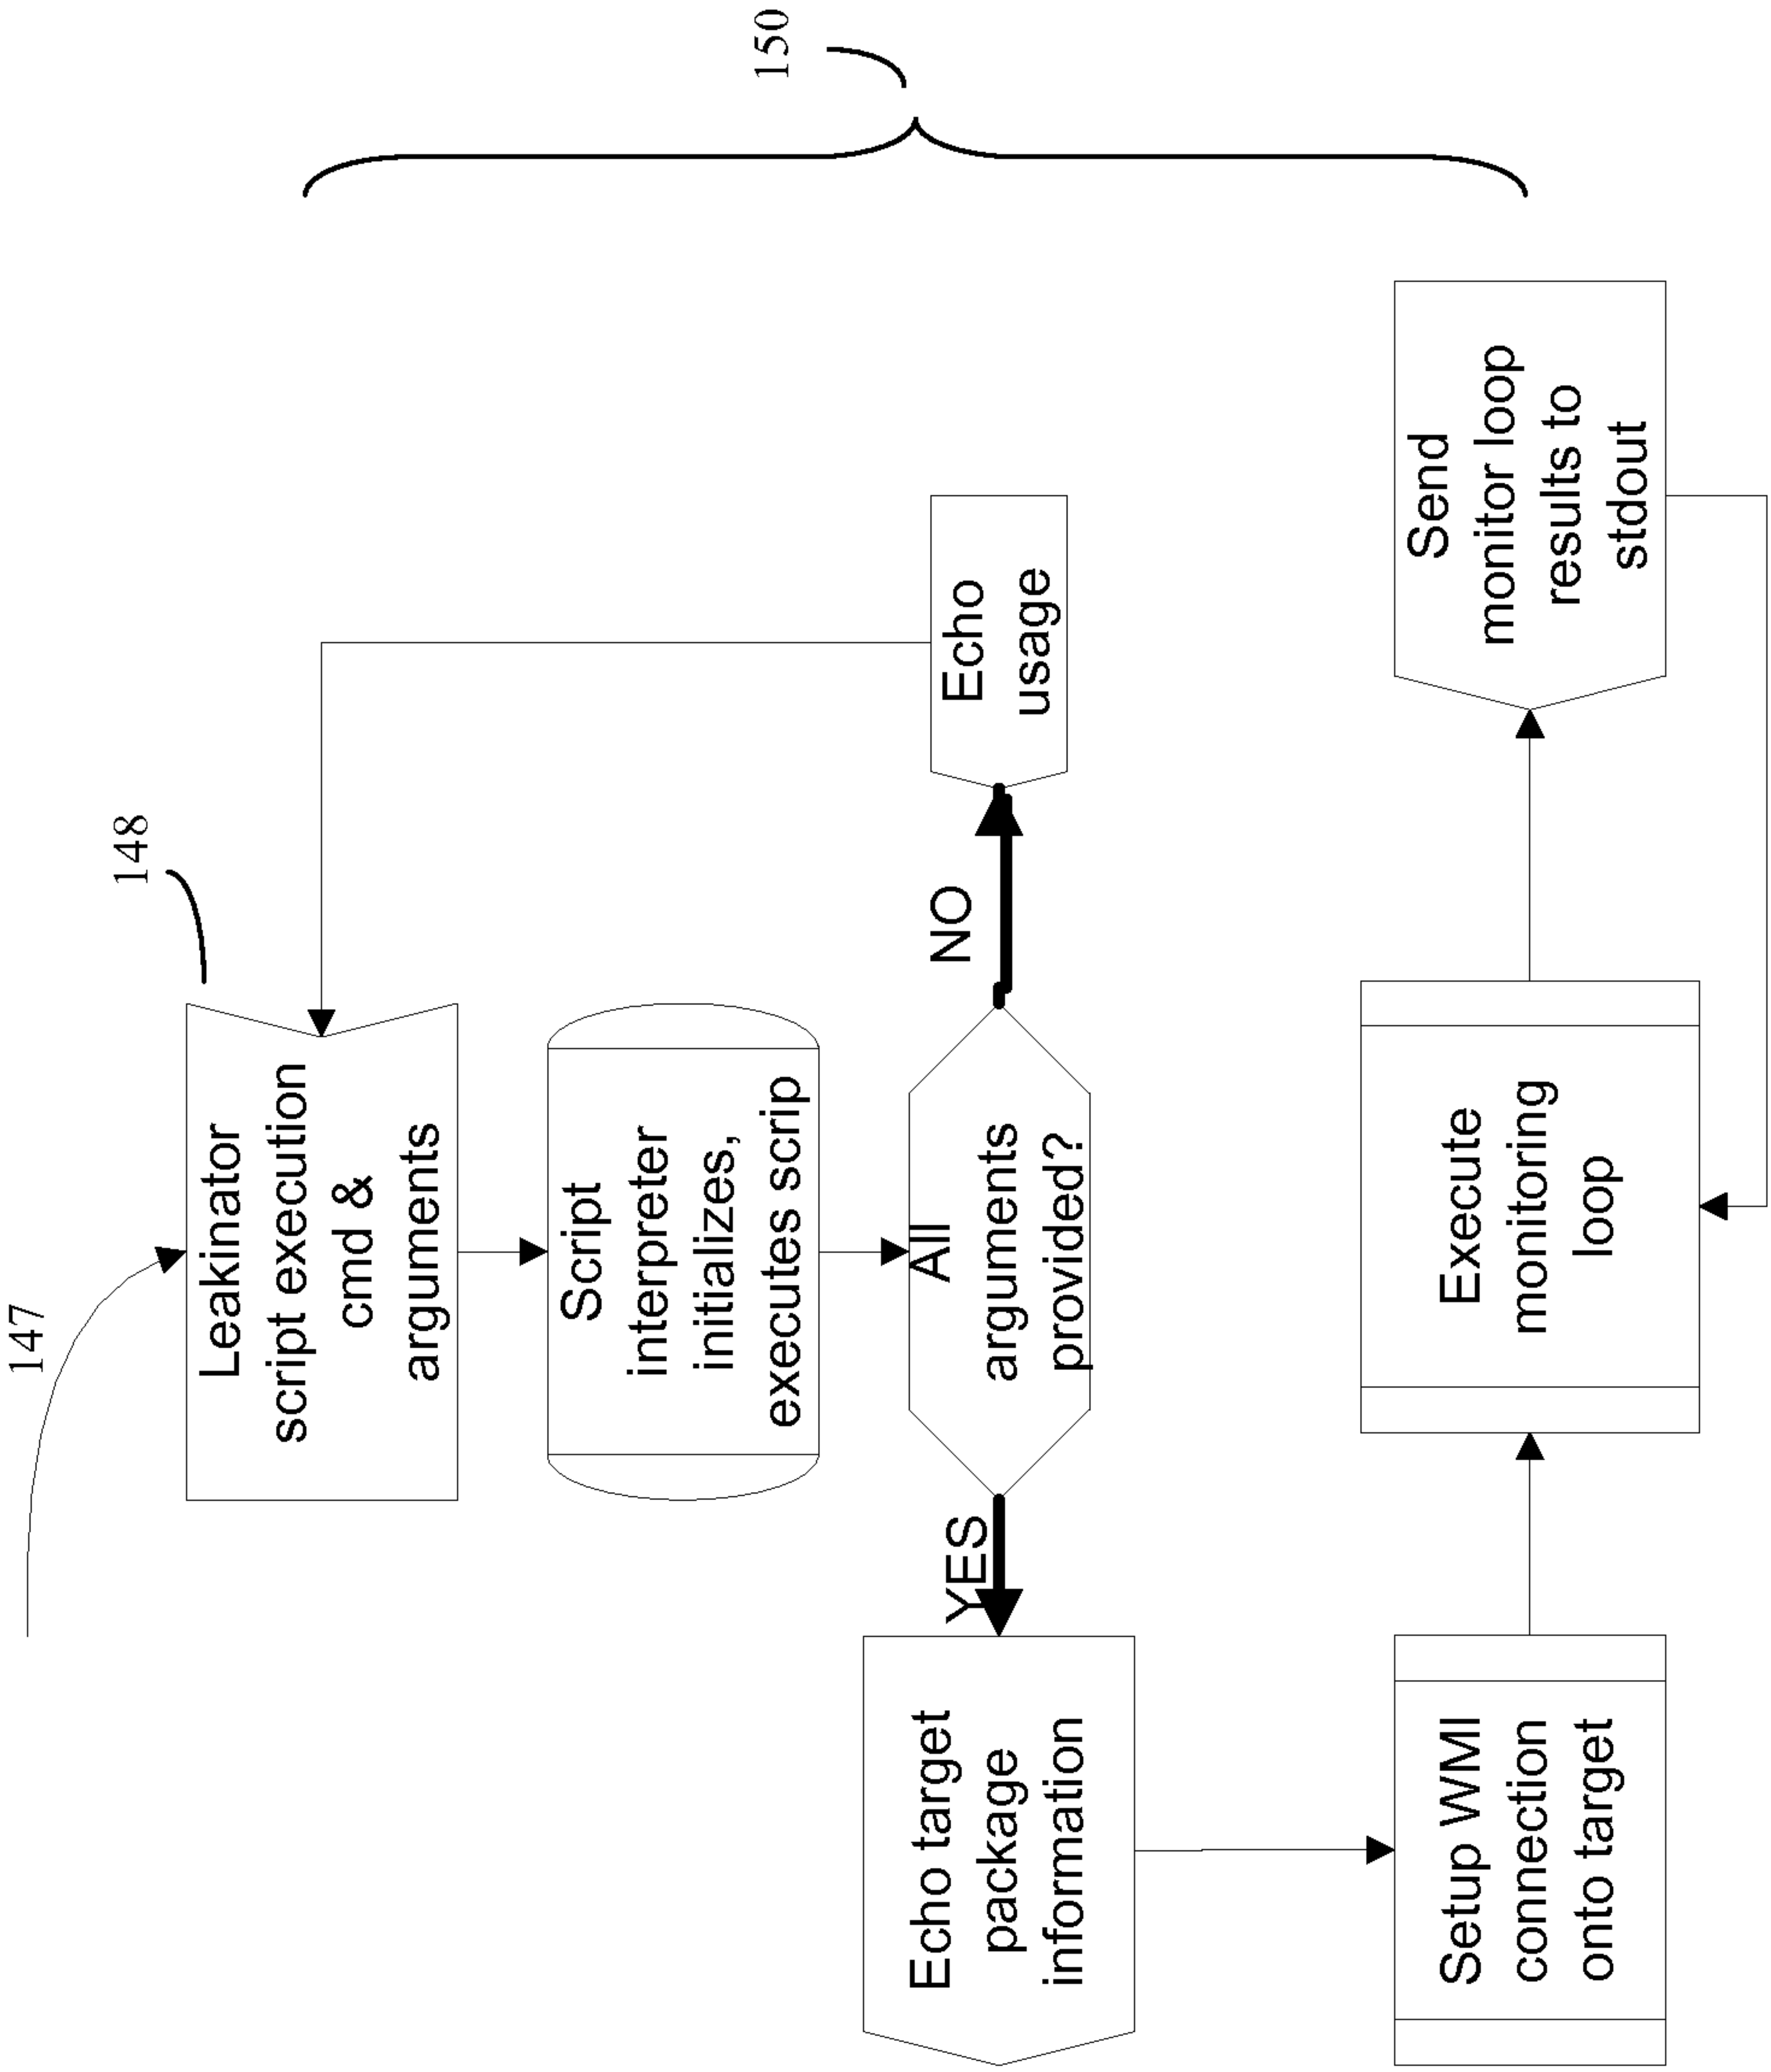 150
148
147
Leakinator
script execution
cmd &
arguments
Script
interpreter
initializes,
executes scrip
All
arguments
provided?
YES
NO
Echo
usage
Echo target
package
information
Setup WMI
connection
onto target
Execute
monitoring
loop
Send
monitor loop
results to
stdout